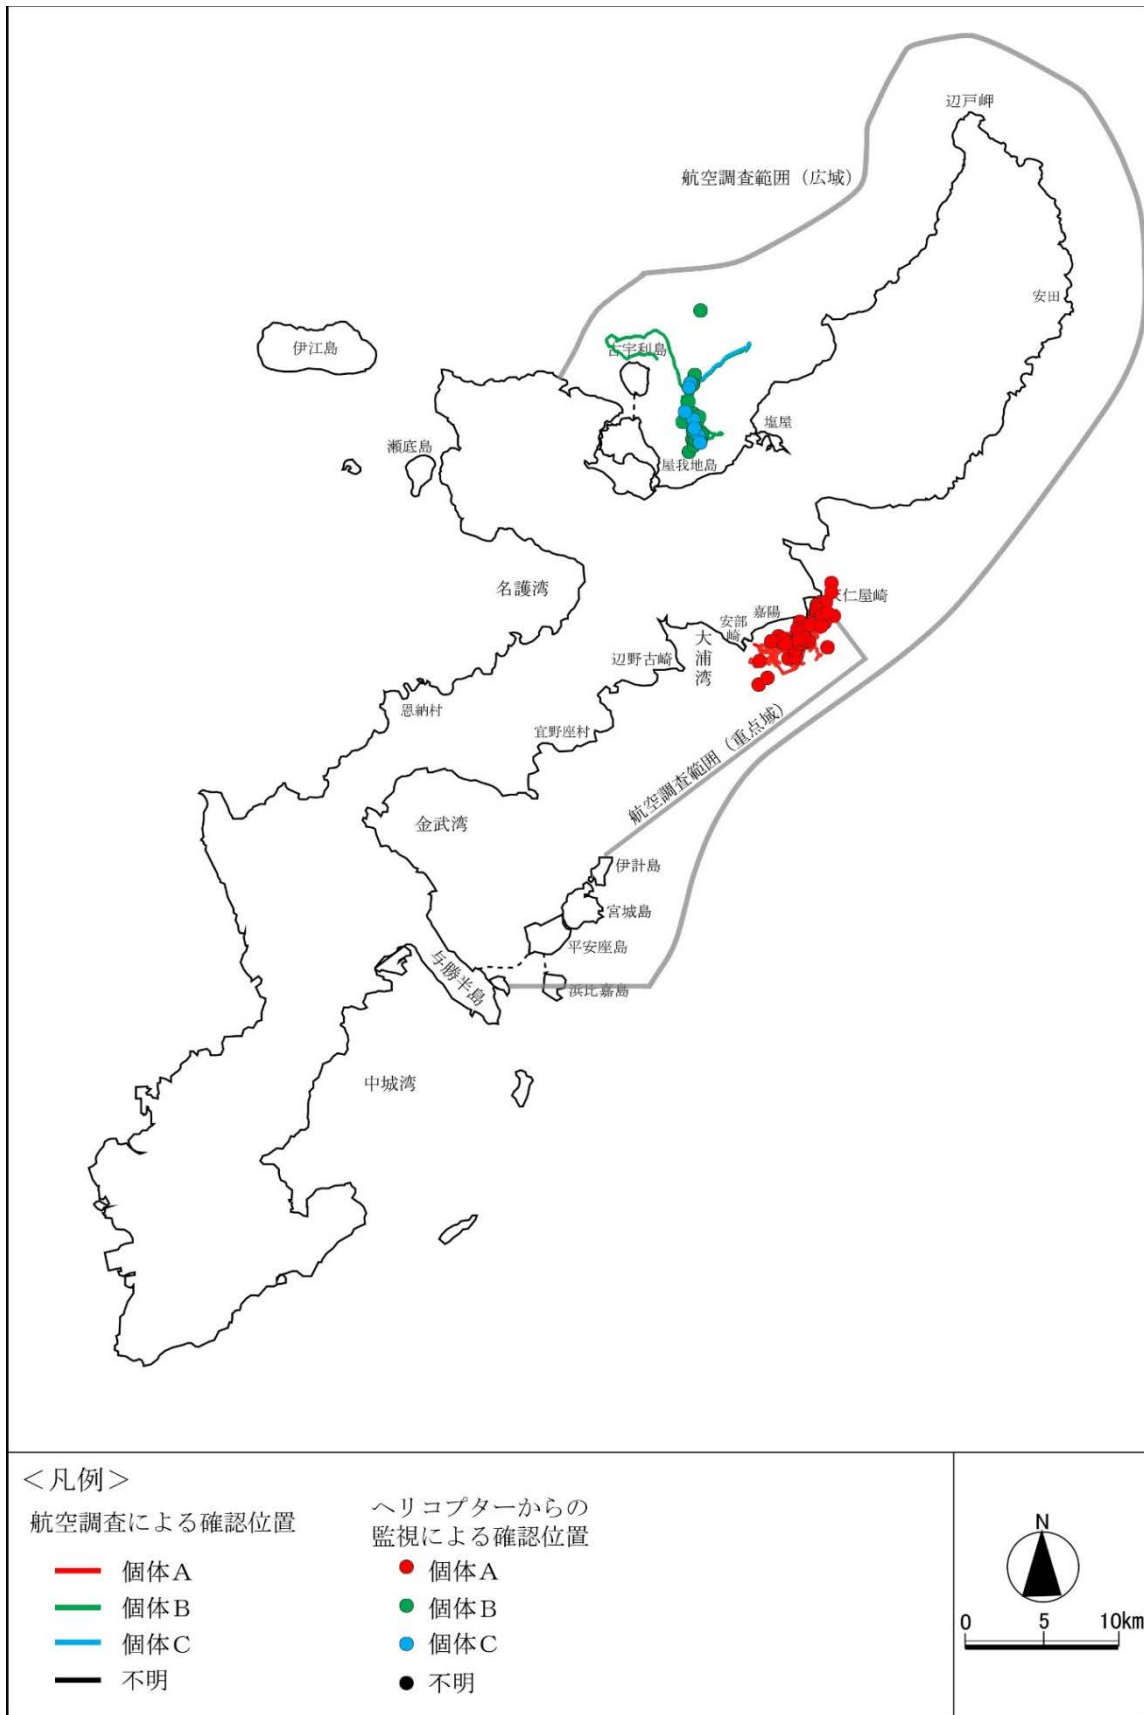 辺戸岬
航空調査範囲（広域）
安田
伊江島
古宇利島
塩屋
瀬底島
屋我地島
名護湾
天仁屋崎
嘉陽
安部
崎
大浦湾
辺野古崎
恩納村
宜野座村
航空調査範囲（重点域）
金武湾
伊計島
宮城島
平安座島
与勝半島
浜比嘉島
中城湾
＜凡例＞
航空調査による確認位置
個体A
個体B
個体C
不明
ヘリコプターからの
監視による確認位置
個体A
個体B
個体C
不明
N
0 5 10km